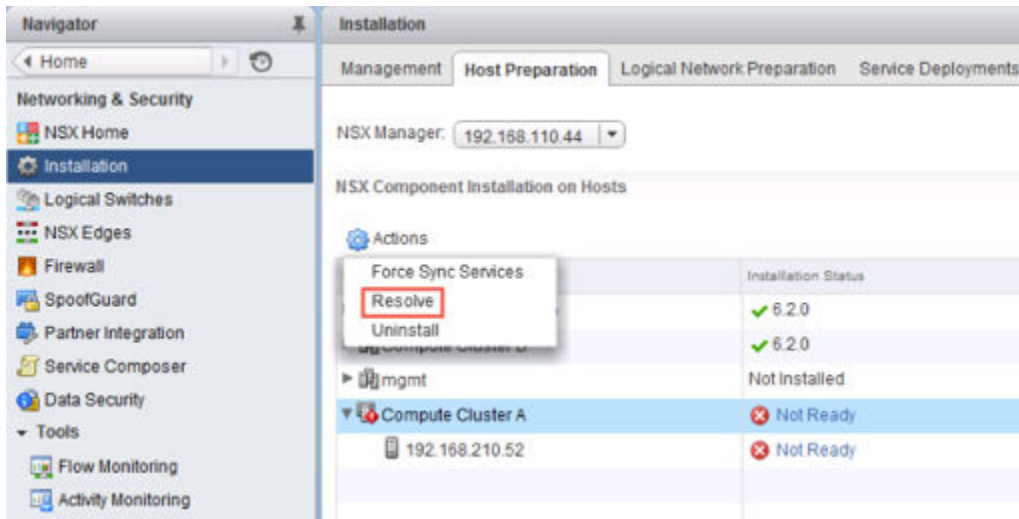 Navigator
Home
Networking & Security
NSX Home
Installation
Logical Switches
NSX Edges
Firewall
SpoofGuard
Partner Integration
Service Composer
Data Security
Tools
Flow Monitoring
Activity Monitoring
Installation
Management Host Preparation Logical Network Preparation Service Deployments
NSX Manager: 192.168.110.44
NSX Component Installation on Hosts
Actions
Force Sync Services
Resolve
Uninstall
Installation Status
6.2.0
Compute Cluster B 6.2.0
mgmt Not Installed
Compute Cluster A Not Ready
192.168.210.52 Not Ready